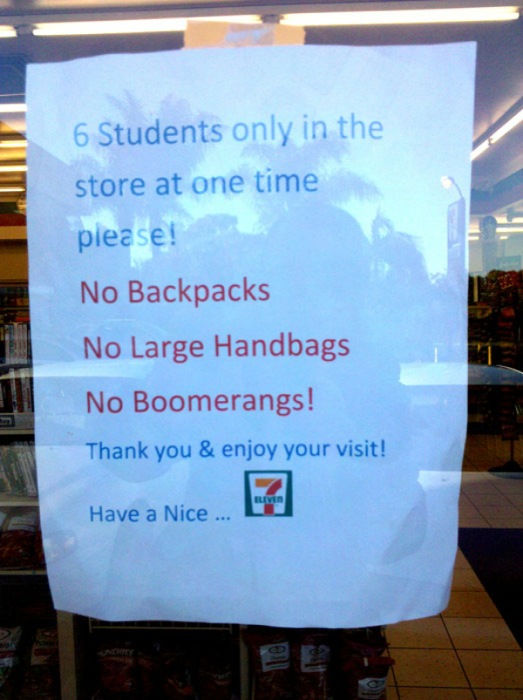 6 Students only in the
store at one time
please!
No Backpacks
No Large Handbags
No Boomerangs!
Thank you & enjoy your visit!
Have a Nice ... 7 ELEVEN